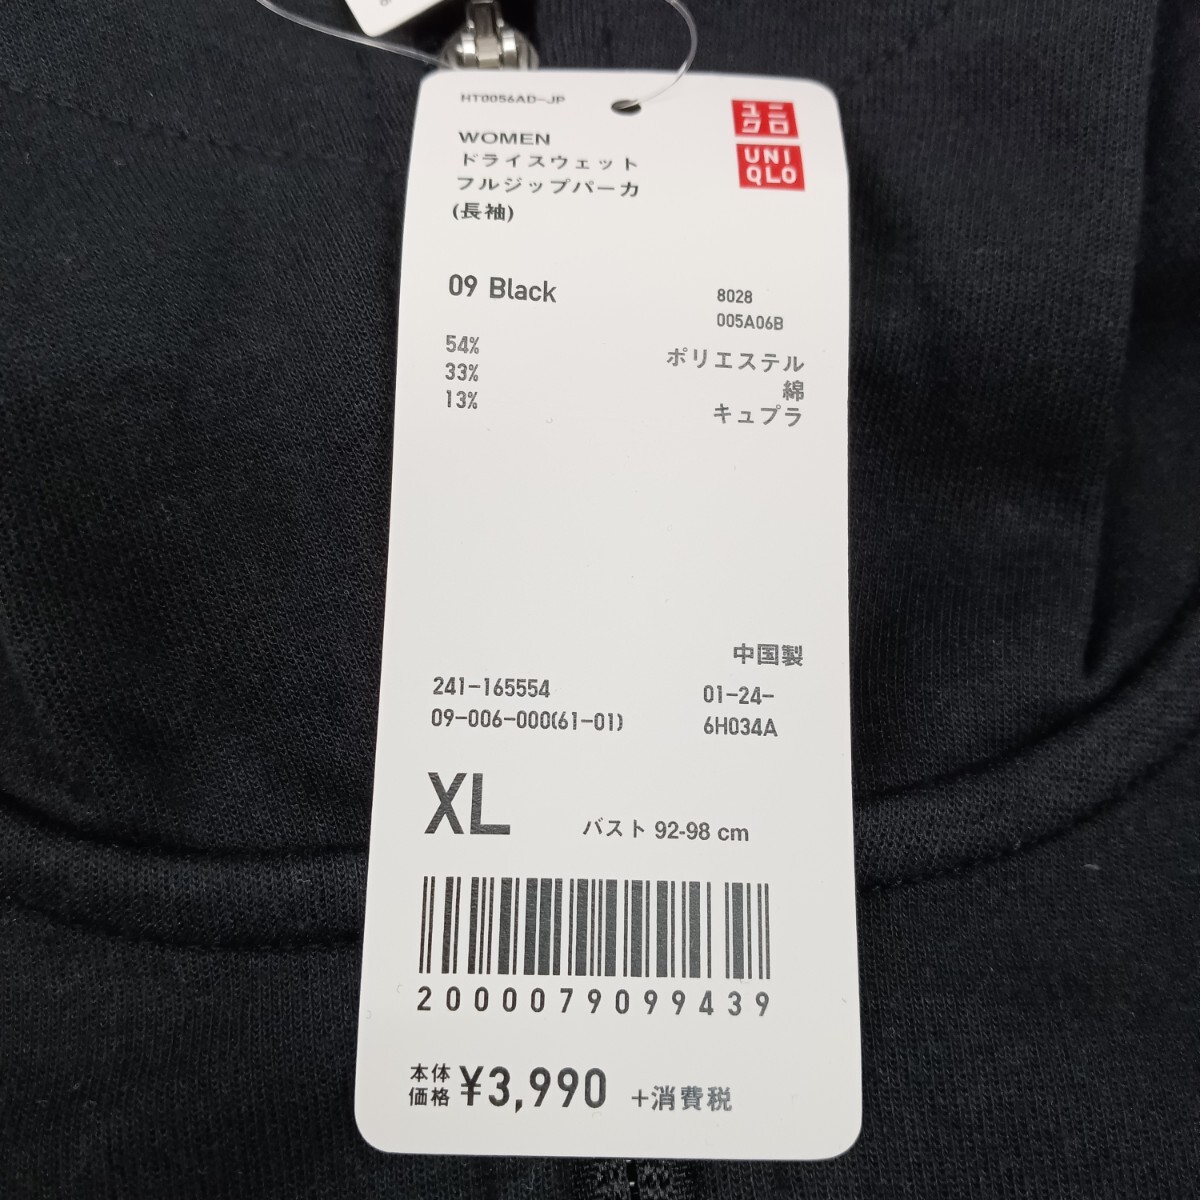 HT0056AD-JP
ユニ
クロ
UNI
QLO
WOMEN
ドライスウェット
フルジップパーカ
(長袖)
09 Black
8028
005A06B
54% ポリエステル
33% 綿
13% キュプラ
中国製
241-165554 01-24-
09-006-000(61-01) 6H034A
XL バスト 92-98 cm
2000079099439
本体
価格 ¥3,990 +消費税